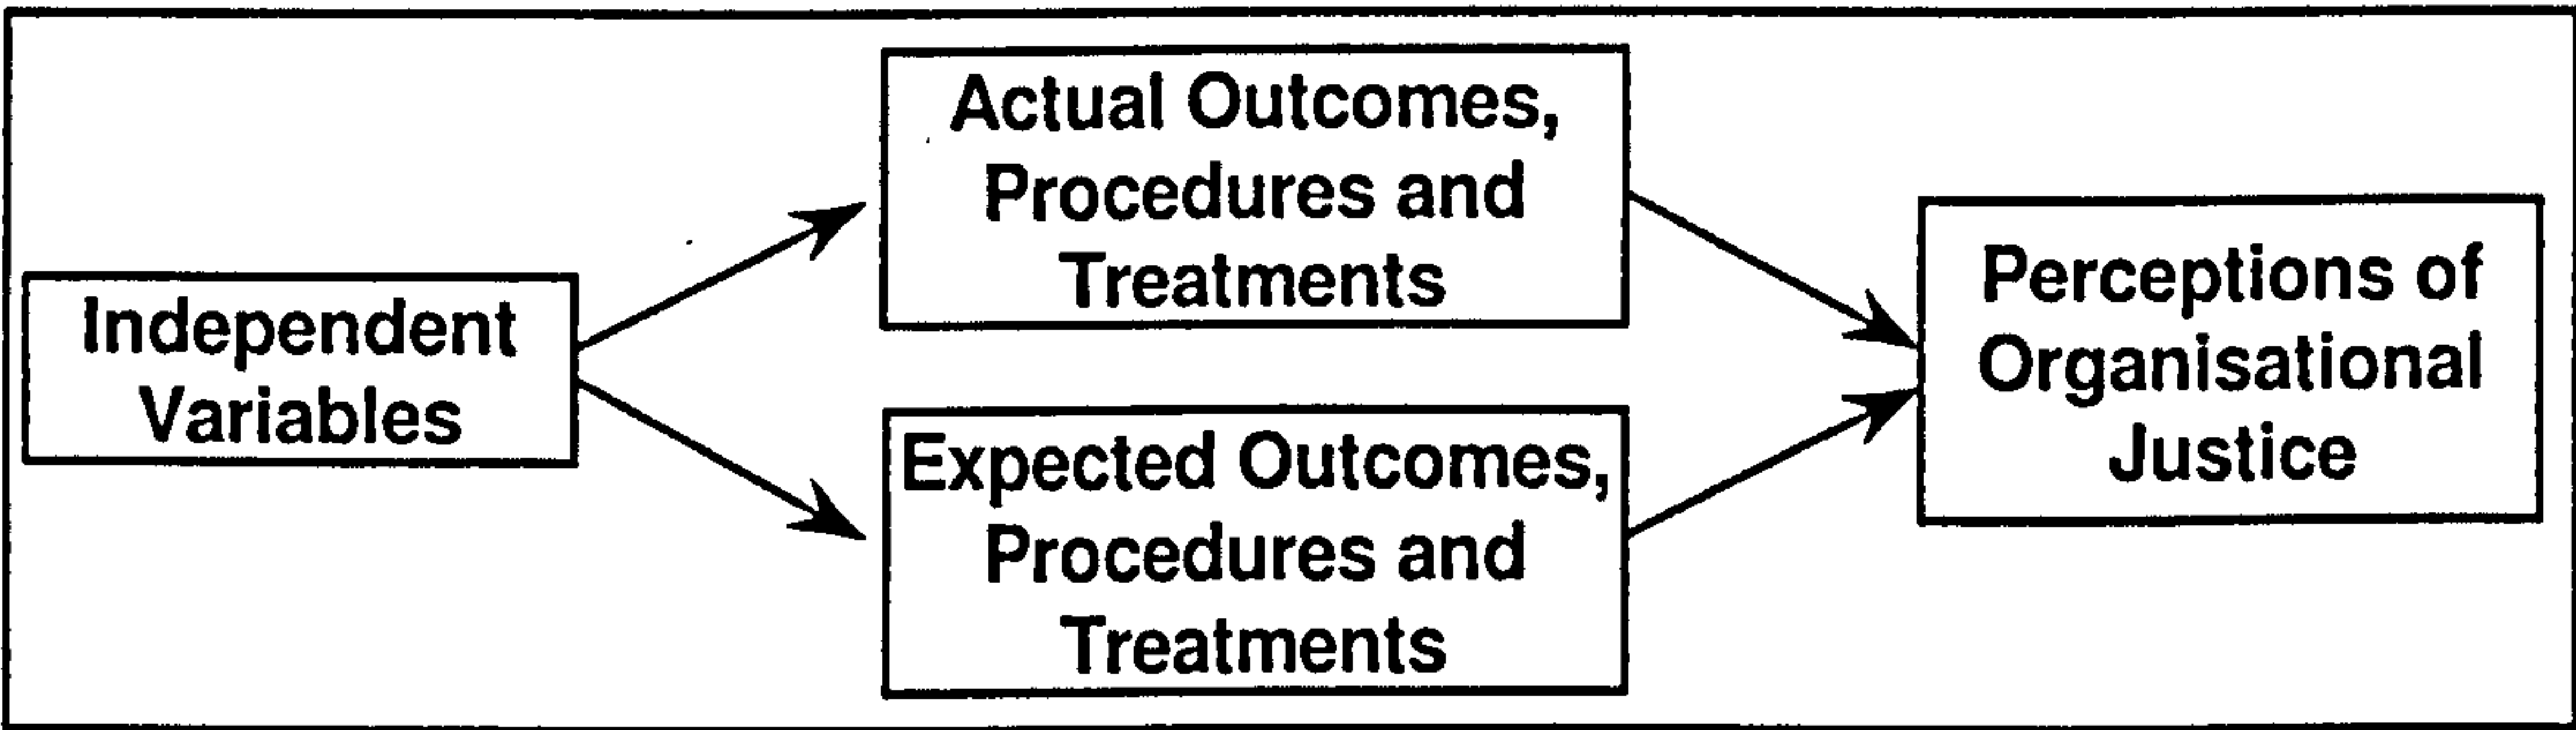 Independent
Variables
Actual Outcomes,
Procedures and
Treatments
Expected Outcomes,
Procedures and
Treatments
Perceptions of
Organisational
Justice